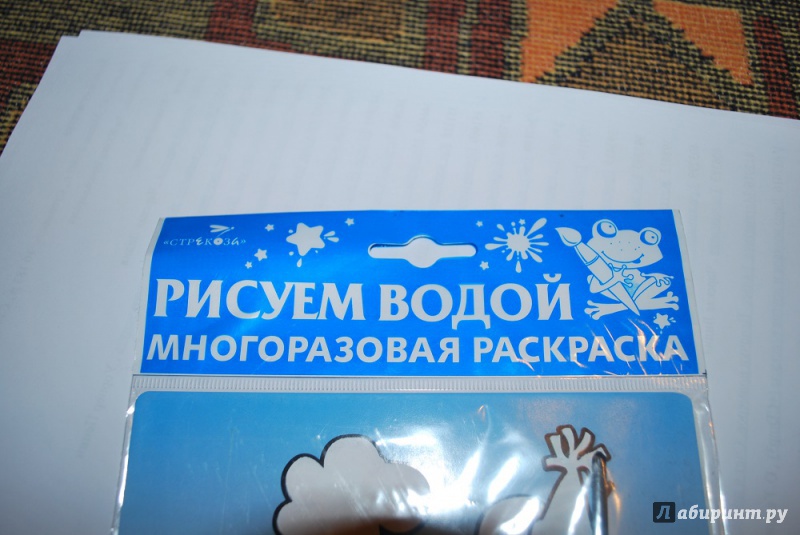 «СТРЕКОЗА»
РИСУЕМ ВОДОЙ
МНОГОРАЗОВАЯ РАСКРАСКА
Лабиринт.ру